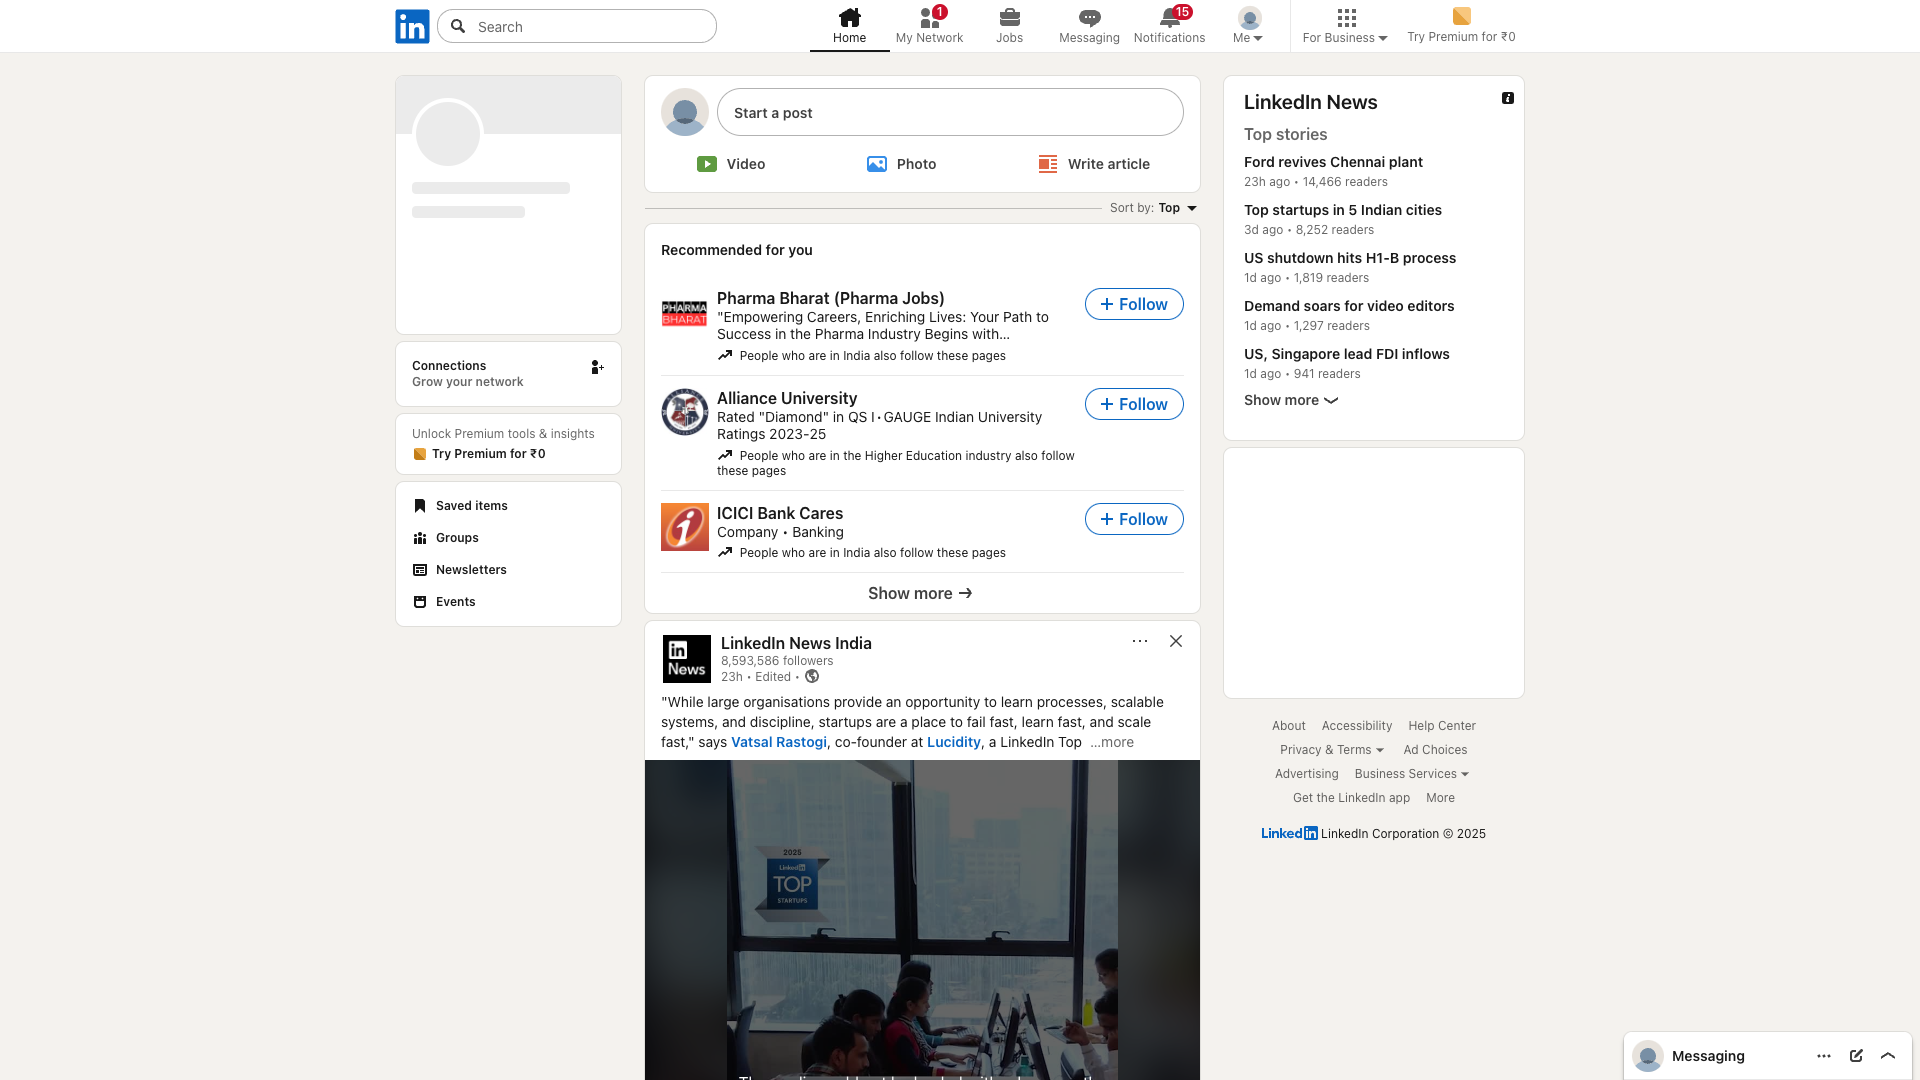 in
Search
Home
1
My Network
Jobs
Messaging
15
Notifications
Me
For Business
Try Premium for ₹0
Connections
Grow your network
Unlock Premium tools & insights
Try Premium for ₹0
Saved items
Groups
Newsletters
Events
Start a post
Video
Photo
Write article
Sort by: Top
Recommended for you
PHARMA
BHARAT
Pharma Bharat (Pharma Jobs)
"Empowering Careers, Enriching Lives: Your Path to
Success in the Pharma Industry Begins with…
People who are in India also follow these pages
+ Follow
Alliance University
Rated "Diamond" in QS I·GAUGE Indian University
Ratings 2023-25
People who are in the Higher Education industry also follow
these pages
+ Follow
ICICI Bank Cares
Company • Banking
People who are in India also follow these pages
+ Follow
Show more →
in
News
LinkedIn News India
8,593,586 followers
23h • Edited •
"While large organisations provide an opportunity to learn processes, scalable
systems, and discipline, startups are a place to fail fast, learn fast, and scale
fast," says Vatsal Rastogi, co-founder at Lucidity, a LinkedIn Top …more
2025
LinkedIn
TOP
STARTUPS
LinkedIn News
Top stories
Ford revives Chennai plant
23h ago • 14,466 readers
Top startups in 5 Indian cities
3d ago • 8,252 readers
US shutdown hits H1-B process
1d ago • 1,819 readers
Demand soars for video editors
1d ago • 1,297 readers
US, Singapore lead FDI inflows
1d ago • 941 readers
Show more
About Accessibility Help Center
Privacy & Terms Ad Choices
Advertising Business Services
Get the LinkedIn app More
LinkedIn LinkedIn Corporation © 2025
Messaging